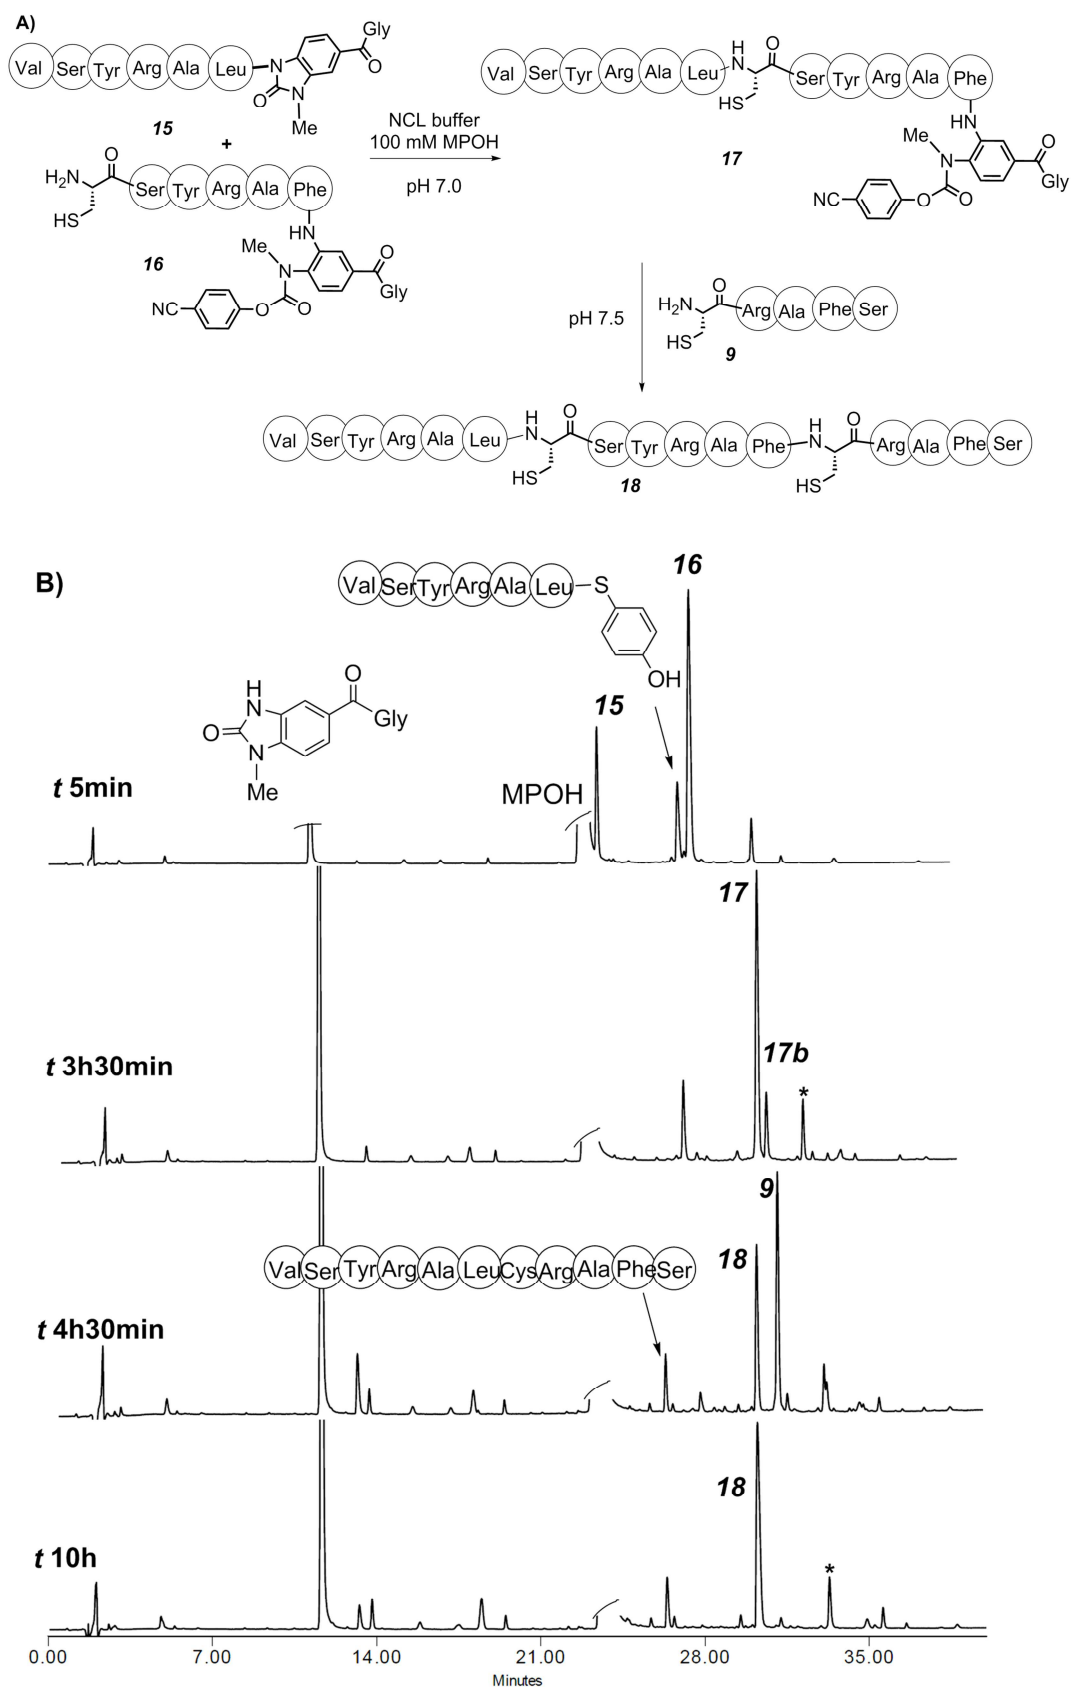 A)
Gly
O
Val Ser Tyr Arg Ala Leu N
O N
Me
15
+
O
H2N
HS
Ser Tyr Arg Ala Phe
HN
Me
N
O
Gly
NC
O O
16
NCL buffer
100 mM MPOH
pH 7.0
Val Ser Tyr Arg Ala Leu
H
N
O
HS
Ser Tyr Arg Ala Phe
HN
Me
N
O
Gly
NC
O O
17
pH 7.5
O
H2N
HS
Arg Ala Phe Ser
9
Val Ser Tyr Arg Ala Leu
H
N
O
HS
Ser Tyr Arg Ala Phe
H
N
O
HS
Arg Ala Phe Ser
18
B)
Val Ser Tyr Arg Ala Leu S
OH
16
15
H
N
O
O
N
Gly
Me
MPOH
t 5min
17
17b
*
t 3h30min
9
18
Val Ser Tyr Arg Ala Leu Cys Arg Ala Phe Ser
t 4h30min
18
*
t 10h
0.00 7.00 14.00 21.00 28.00 35.00
Minutes